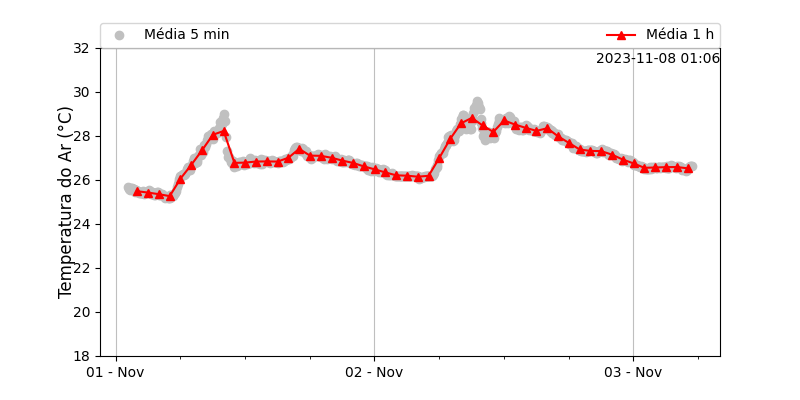 Média 5 min
Média 1 h
2023-11-08 01:06
Temperatura do Ar (°C)
32
30
28
26
24
22
20
18
01 - Nov
02 - Nov
03 - Nov